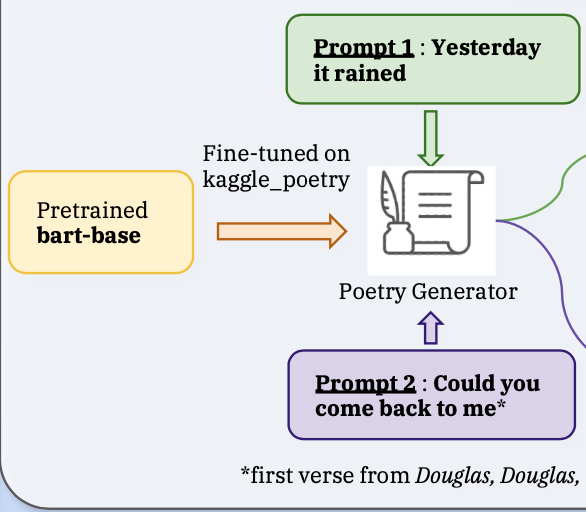 Prompt 1 : Yesterday
it rained
Fine-tuned on
kaggle_poetry
Pretrained
bart-base
Poetry Generator
Prompt 2 : Could you
come back to me*
*first verse from Douglas, Douglas,